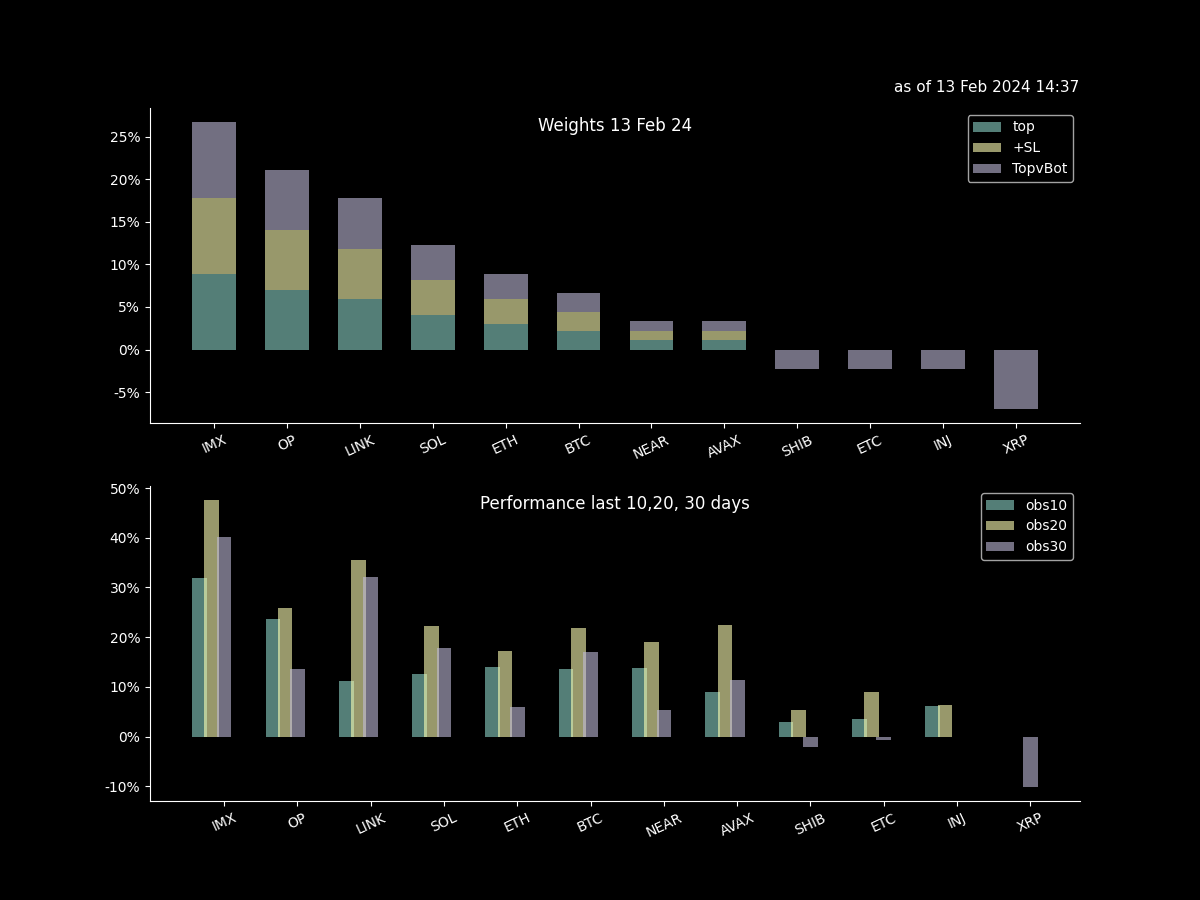 as of 13 Feb 2024 14:37
Weights 13 Feb 24
top
+SL
TopvBot
25%
20%
15%
10%
5%
0%
-5%
IMX OP LINK SOL ETH BTC NEAR AVAX SHIB ETC INJ XRP
Performance last 10,20, 30 days
obs10
obs20
obs30
50%
40%
30%
20%
10%
0%
-10%
IMX OP LINK SOL ETH BTC NEAR AVAX SHIB ETC INJ XRP